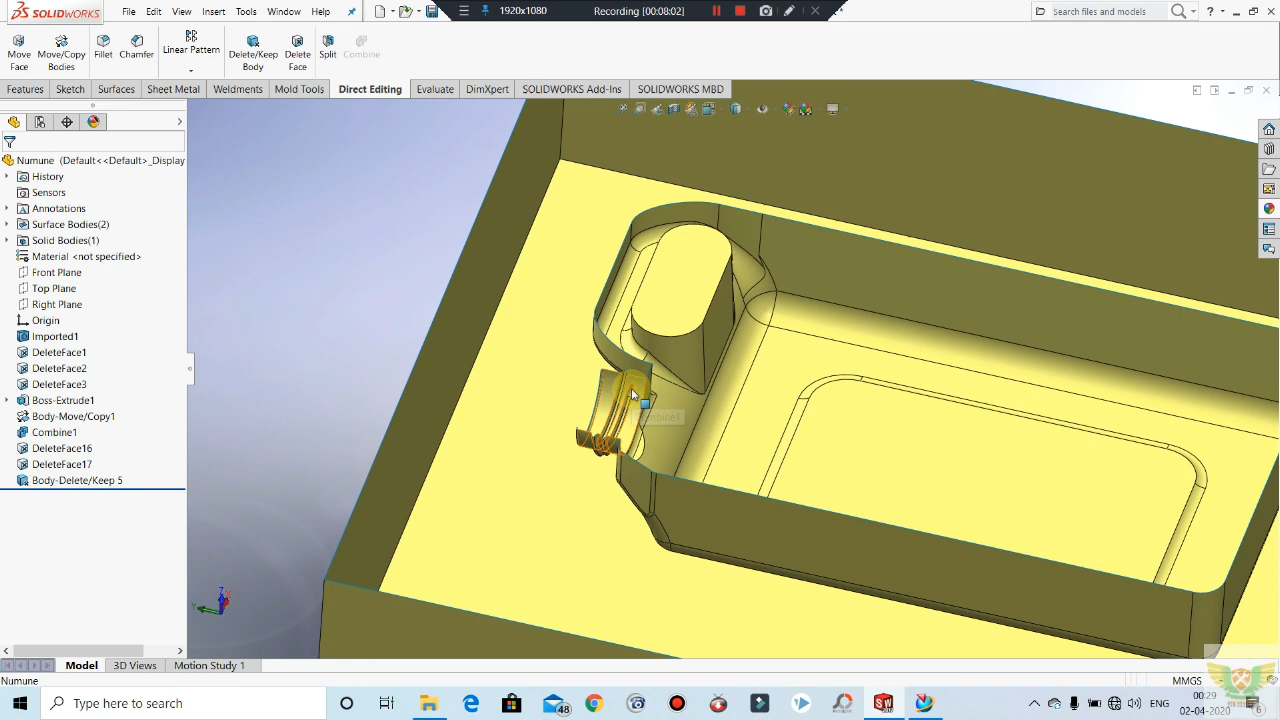 SOLIDWORKS File Edit View Insert Tools Window Help
1920x1080 Recording [00:08:02]
Search files and models
Move Face Move/Copy Bodies Fillet Chamfer Linear Pattern Delete/Keep Body Delete Face Split Combine
Features Sketch Surfaces Sheet Metal Weldments Mold Tools Direct Editing Evaluate DimXpert SOLIDWORKS Add-Ins SOLIDWORKS MBD
Numune (Default<<Default>_Display
History
Sensors
Annotations
Surface Bodies(2)
Solid Bodies(1)
Material <not specified>
Front Plane
Top Plane
Right Plane
Origin
Imported1
DeleteFace1
DeleteFace2
DeleteFace3
Boss-Extrude1
Body-Move/Copy1
Combine1
DeleteFace16
DeleteFace17
Body-Delete/Keep 5
Combine1
Model 3D Views Motion Study 1
Numune MMGS
Type here to search
48
ENG
00:29
02-04-2020
6